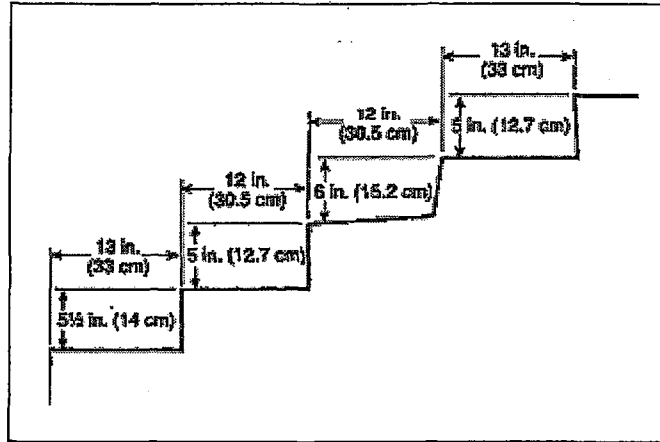 13 in.
(33 cm)
12 in.
(30.5 cm)
5 in. (12.7 cm)
12 in.
(30.5 cm)
6 in. (15.2 cm)
13 in.
(33 cm)
5 in. (12.7 cm)
5½ in. (14 cm)